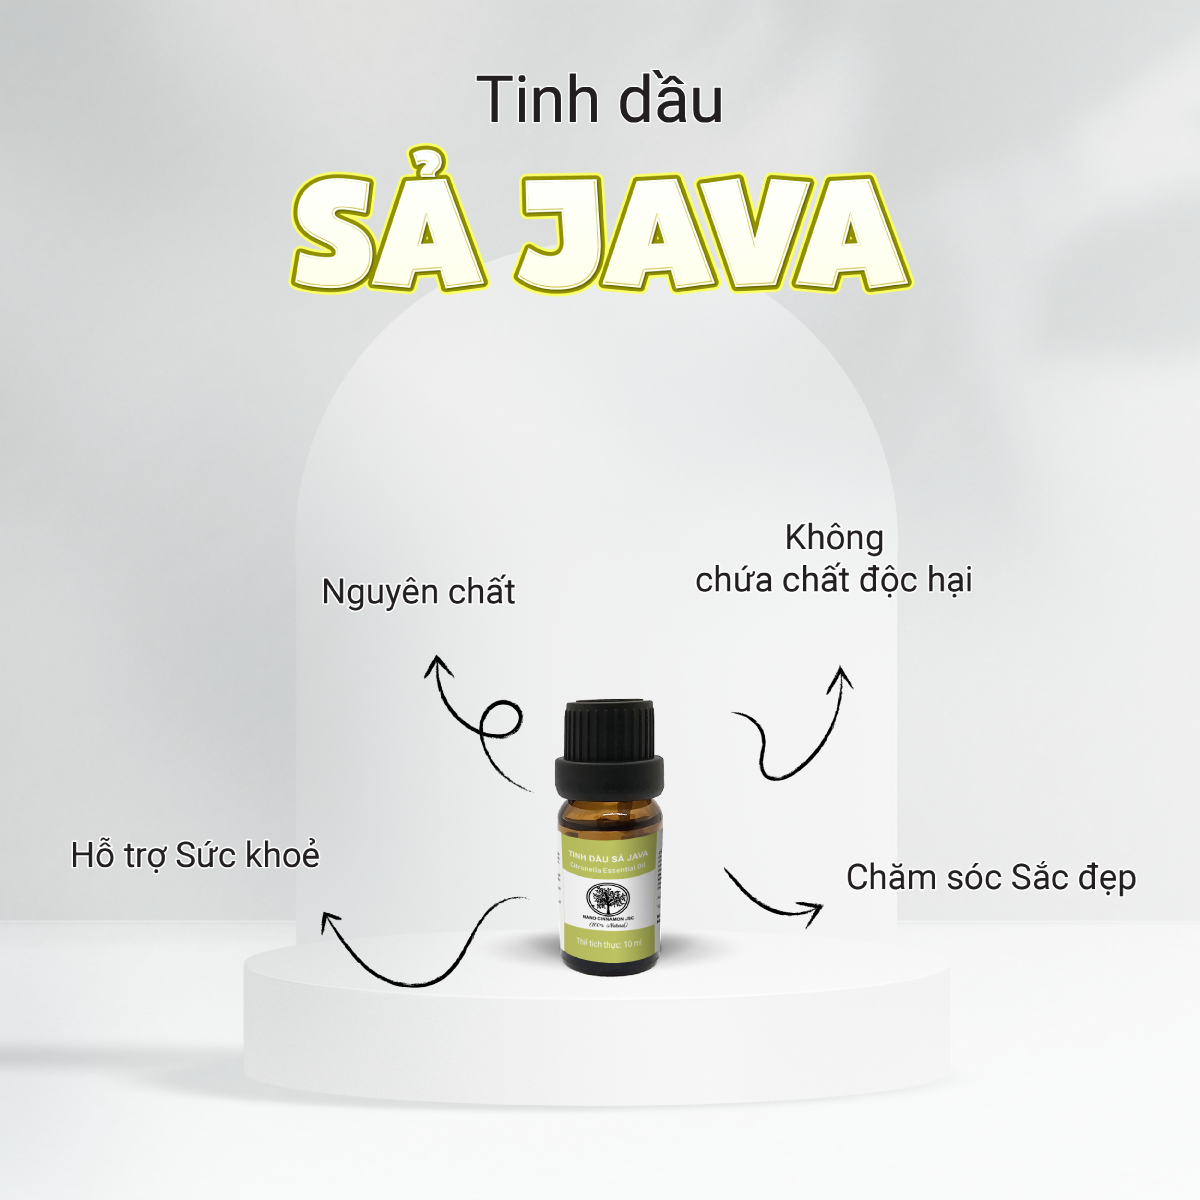 Tinh dầu
SẢ JAVA
Không
chứa chất độc hại
Nguyên chất
Hỗ trợ Sức khoẻ
Chăm sóc Sắc đẹp
TINH DẦU SẢ JAVA
Citronella Essential Oil
NANO CINNAMON JSC
(100% Natural)
Thể tích thực: 10 ml